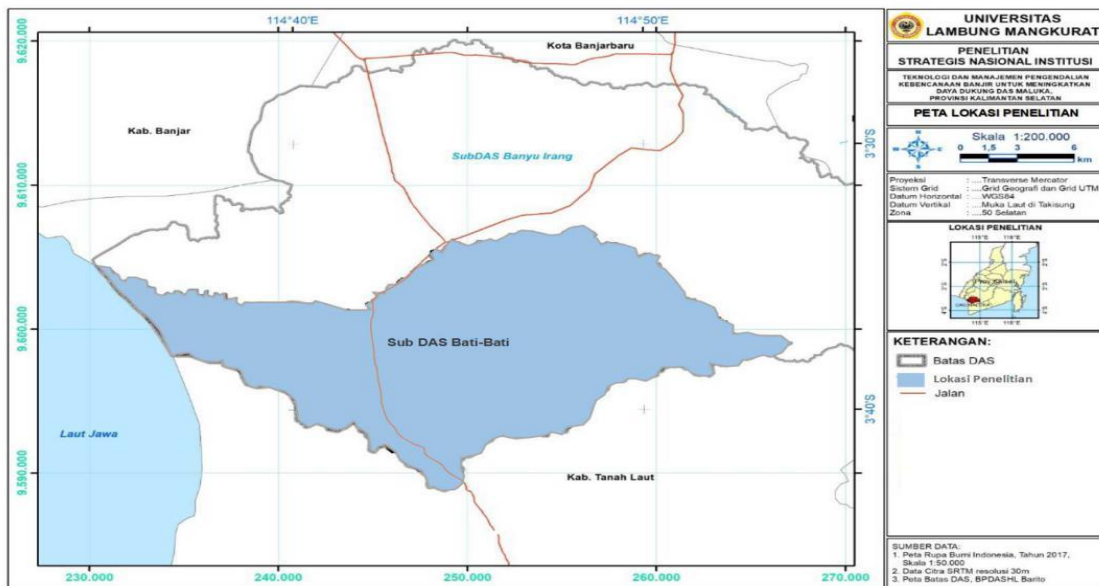 114°40'E
114°50'E
9.620.000
9.610.000
9.600.000
9.590.000
Kota Banjarbaru
Kab. Banjar
SubDAS Banyu Irang
3°30'S
Sub DAS Bati-Bati
3°40'S
Laut Jawa
Kab. Tanah Laut
230.000
240.000
250.000
260.000
270.000
UNIVERSITAS
LAMBUNG MANGKURAT
PENELITIAN
STRATEGIS NASIONAL INSTITUSI
TEKNOLOGI DAN MANAJEMEN PENGENDALIAN
KEBENCANAAN BANJIR UNTUK MENINGKATKAN
DAYA DUKUNG DAS MALUKA,
PROVINSI KALIMANTAN SELATAN
PETA LOKASI PENELITIAN
Skala 1:200.000
0 1,5 3 6
km
Proyeksi : ....Transverse Mercator
Sistem Grid : ....Grid Geografi dan Grid UTM
Datum Horizontal : ....WGS84
Datum Vertikal : ....Muka Laut di Takisung
Zona : ....50 Selatan
LOKASI PENELITIAN
KETERANGAN:
Batas DAS
Lokasi Penelitian
Jalan
SUMBER DATA:
1. Peta Rupa Bumi Indonesia, Tahun 2017,
Skala 1:50.000
2. Data Citra SRTM resolusi 30m
3. Peta Batas DAS, BPDASHL Barito